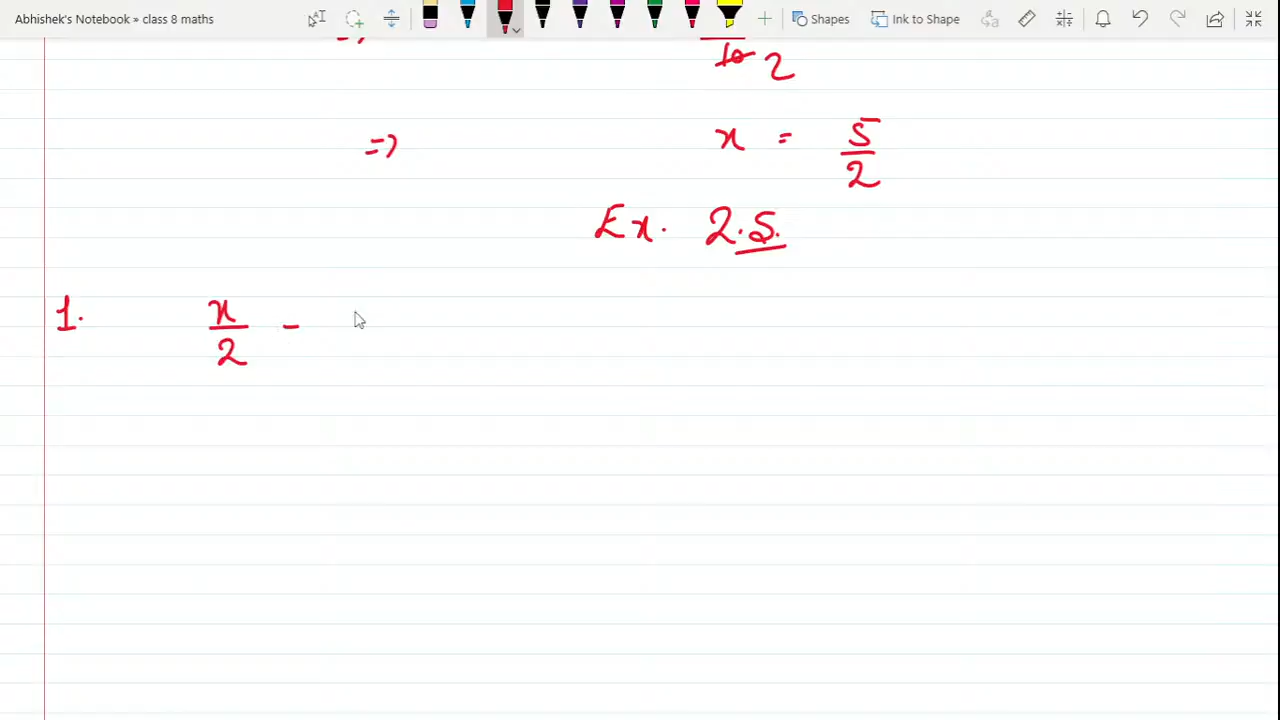 Abhishek's Notebook » class 8 maths
Shapes
Ink to Shape
10 2
=> x = 5/2
Ex. 2.5.
1. x/2 -